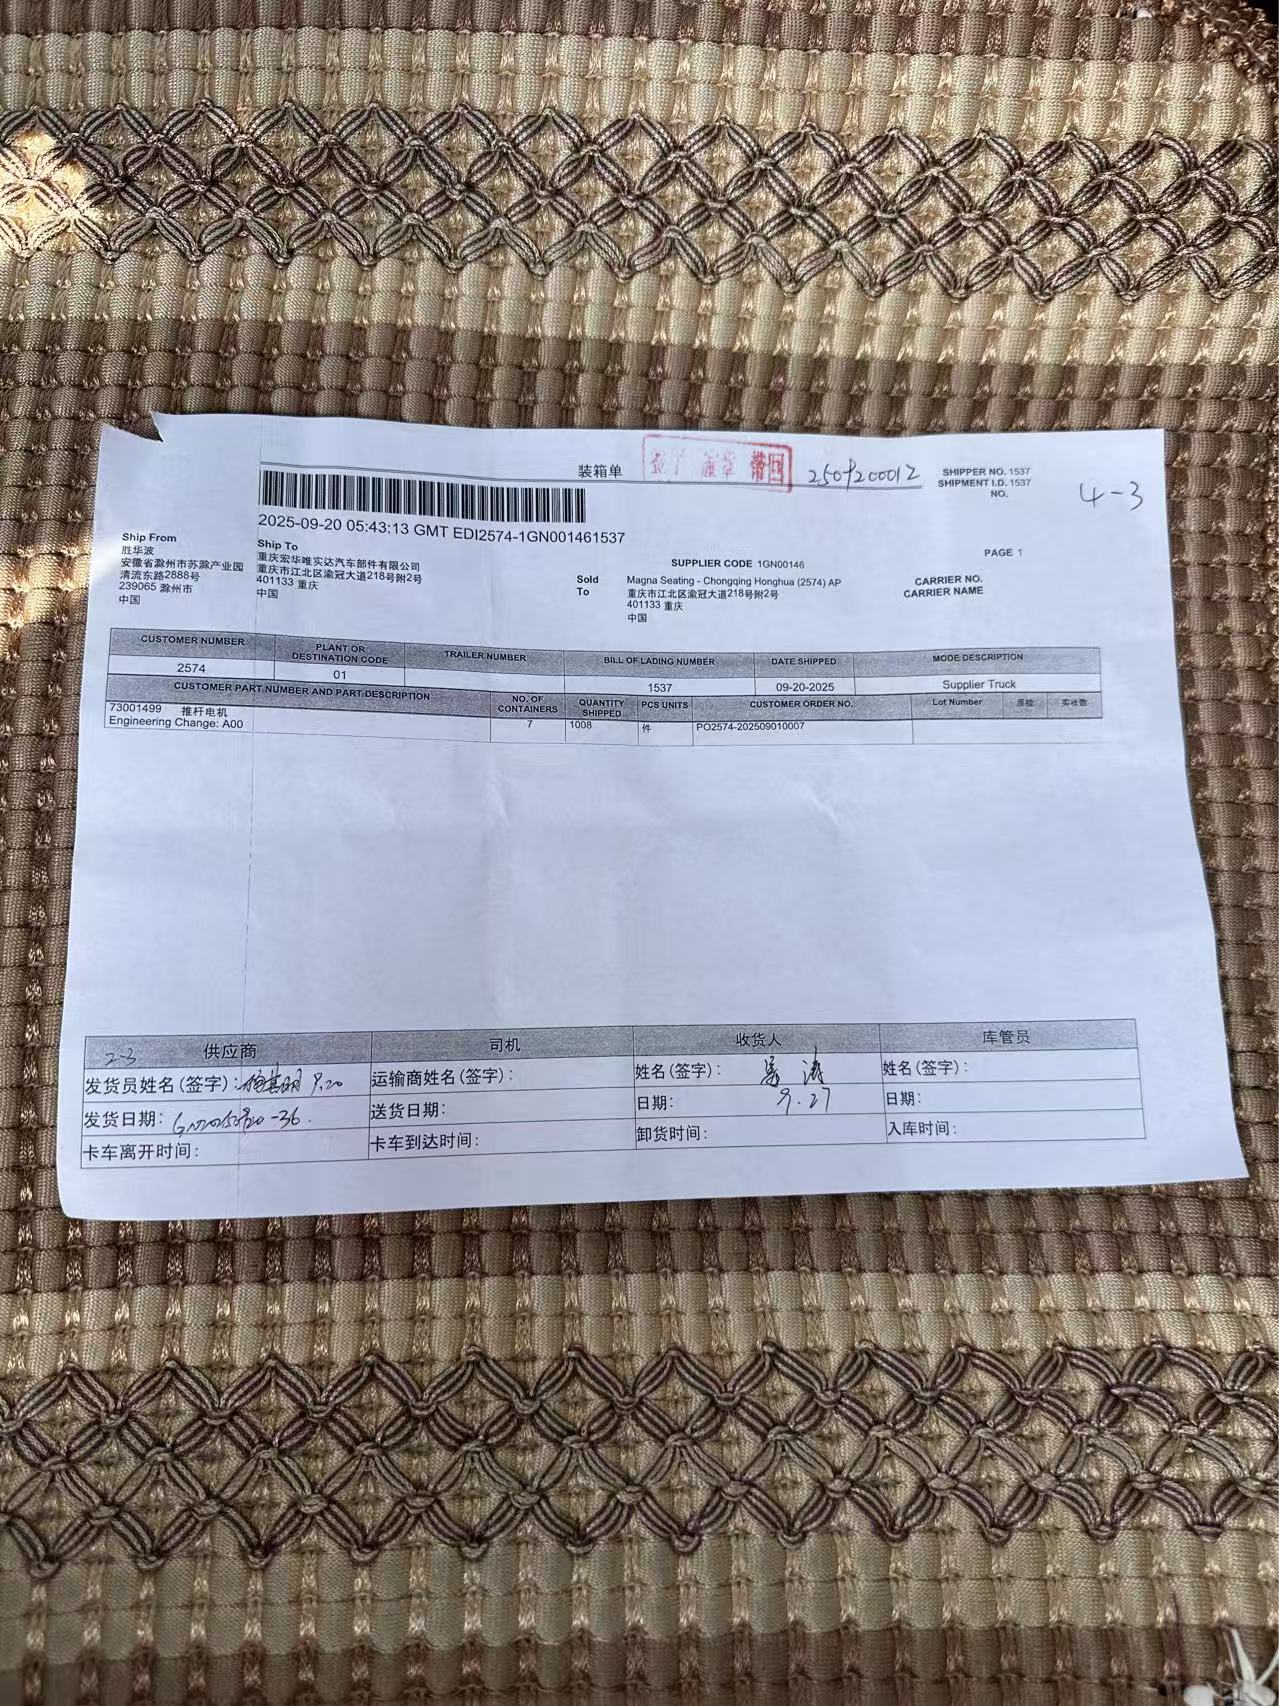 装箱单
250920012
SHIPPER NO. 1537
SHIPMENT I.D. 1537
NO.
4-3
2025-09-20 05:43:13 GMT EDI2574-1GN001461537
PAGE 1
Ship From
胜华波
安徽省滁州市苏滁产业园
清流东路2888号
239065 滁州市
中国
Ship To
重庆宏华唯实达汽车部件有限公司
重庆市江北区渝冠大道218号附2号
401133 重庆
中国
SUPPLIER CODE 1GN00146
Sold To
Magna Seating - Chongqing Honghua (2574) AP
重庆市江北区渝冠大道218号附2号
401133 重庆
中国
CARRIER NO.
CARRIER NAME
CUSTOMER NUMBER PLANT OR DESTINATION CODE TRAILER NUMBER BILL OF LADING NUMBER DATE SHIPPED MODE DESCRIPTION
2574 01 1537 09-20-2025 Supplier Truck
CUSTOMER PART NUMBER AND PART DESCRIPTION NO. OF CONTAINERS QUANTITY SHIPPED PCS UNITS CUSTOMER ORDER NO. Lot Number 质检 实收数
73001499 推杆电机 7 1008 件 PO2574-202509010007
Engineering Change: A00
2-3 供应商 司机 收货人 库管员
发货员姓名(签字): 9.20 运输商姓名(签字): 姓名(签字): 姓名(签字):
发货日期: 送货日期: 日期: 9.27 日期:
卡车离开时间: 卡车到达时间: 卸货时间: 入库时间: